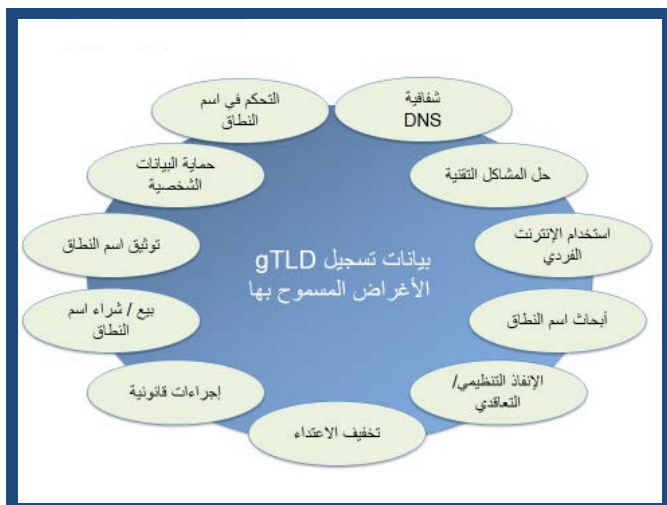 شفافية
DNS
التحكم في اسم
النطاق
حل المشاكل التقنية
حماية البيانات
الشخصية
استخدام الإنترنت
الفردي
توثيق اسم النطاق
بيانات تسجيل gTLD
الأغراض المسموح بها
أبحاث اسم النطاق
بيع / شراء اسم
النطاق
الإنفاذ التنظيمي/
التعاقدي
إجراءات قانونية
تخفيف الاعتداء